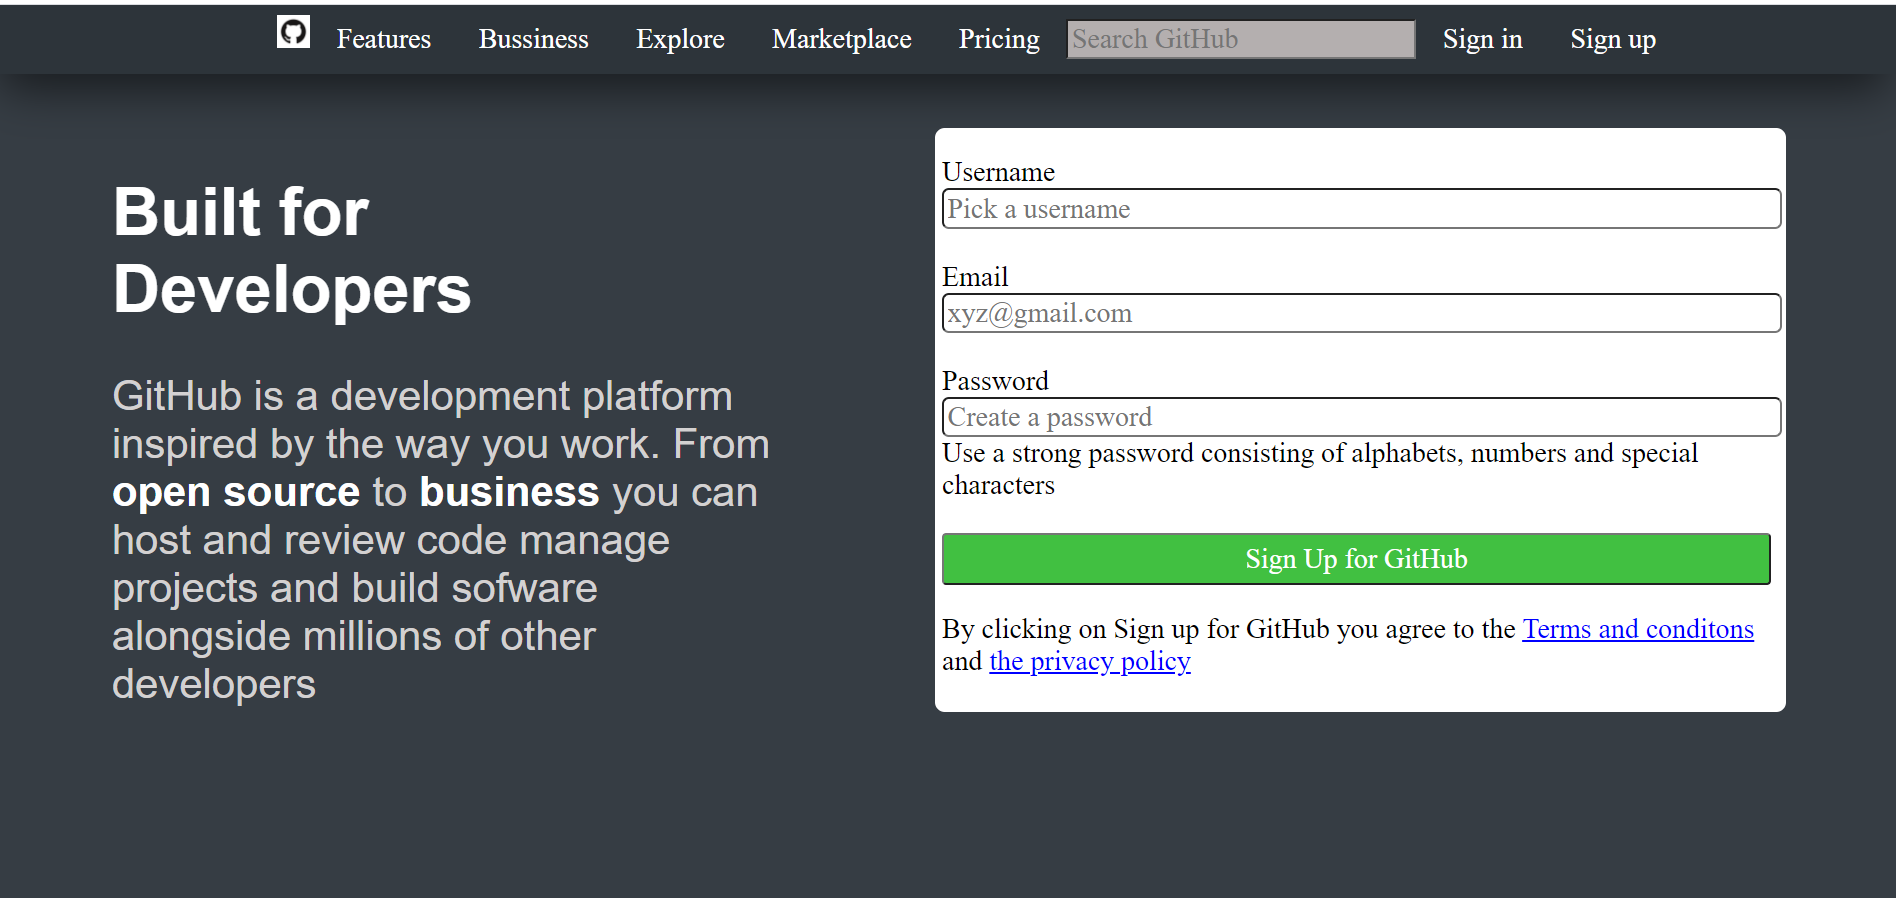 Features Bussiness Explore Marketplace Pricing Search GitHub Sign in Sign up
Built for
Developers
GitHub is a development platform
inspired by the way you work. From
open source to business you can
host and review code manage
projects and build sofware
alongside millions of other
developers
Username
Pick a username
Email
xyz@gmail.com
Password
Create a password
Use a strong password consisting of alphabets, numbers and special
characters
Sign Up for GitHub
By clicking on Sign up for GitHub you agree to the Terms and conditons
and the privacy policy